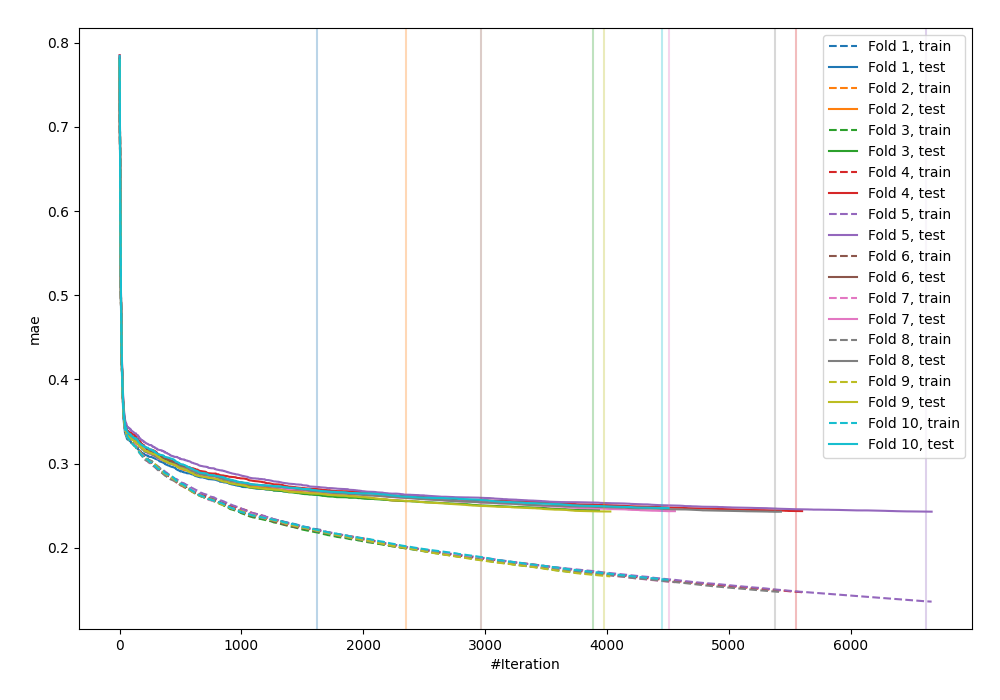 0.8
0.7
0.6
0.5
0.4
0.3
0.2
mae
0
1000
2000
3000
4000
5000
6000
#Iteration
Fold 1, train
Fold 1, test
Fold 2, train
Fold 2, test
Fold 3, train
Fold 3, test
Fold 4, train
Fold 4, test
Fold 5, train
Fold 5, test
Fold 6, train
Fold 6, test
Fold 7, train
Fold 7, test
Fold 8, train
Fold 8, test
Fold 9, train
Fold 9, test
Fold 10, train
Fold 10, test